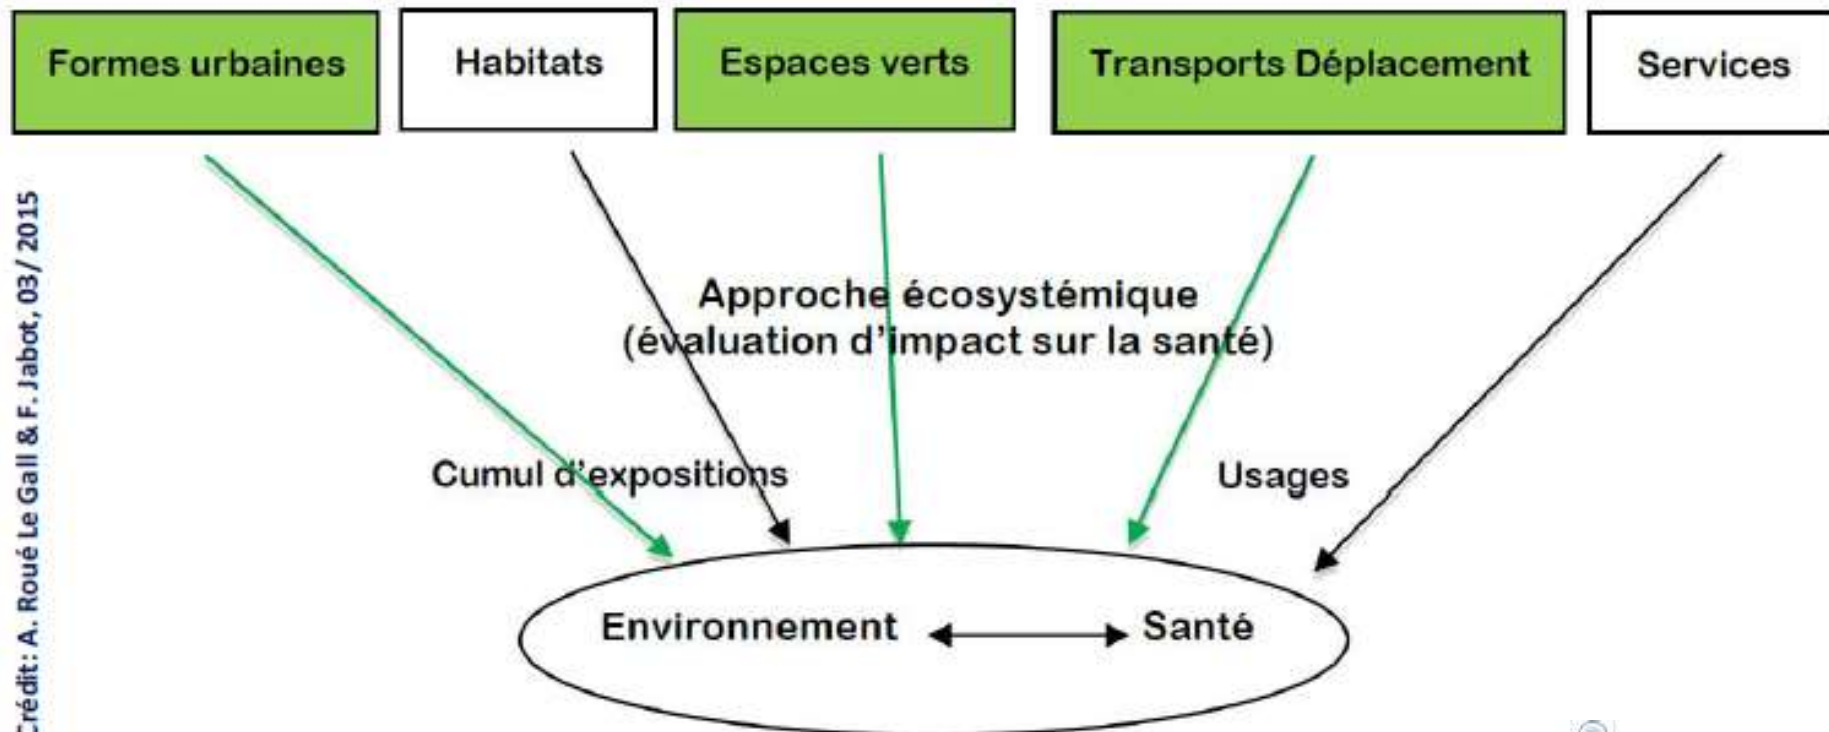 Formes urbaines
Habitats
Espaces verts
Transports Déplacement
Services
Approche écosystémique
(évaluation d'impact sur la santé)
Cumul d'expositions
Usages
Environnement
Santé
Crédit: A. Roué Le Gall & F. Jabot, 03/ 2015